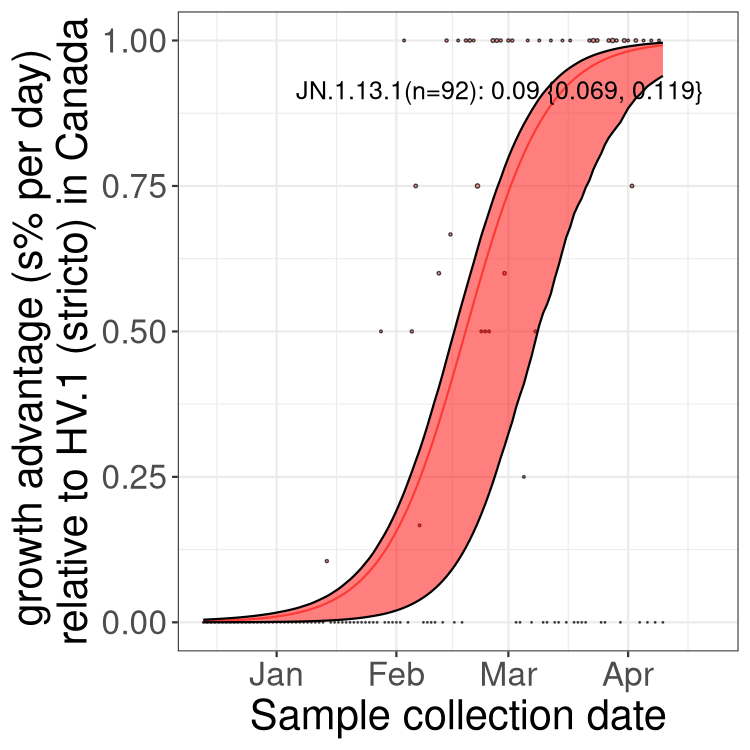 growth advantage (s% per day)
relative to HV.1 (stricto) in Canada
1.00
0.75
0.50
0.25
0.00
JN.1.13.1(n=92): 0.09 {0.069, 0.119}
Jan
Feb
Mar
Apr
Sample collection date